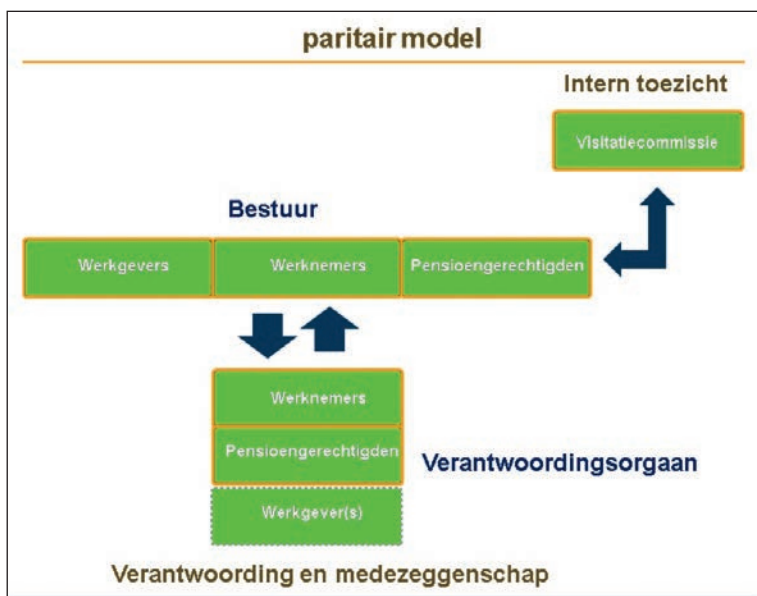 paritair model
Intern toezicht
Visitatiecommissie
Bestuur
Werkgevers
Werknemers
Pensioengerechtigden
Werknemers
Pensioengerechtigden
Verantwoordingsorgaan
Werkgever(s)
Verantwoording en medezeggenschap